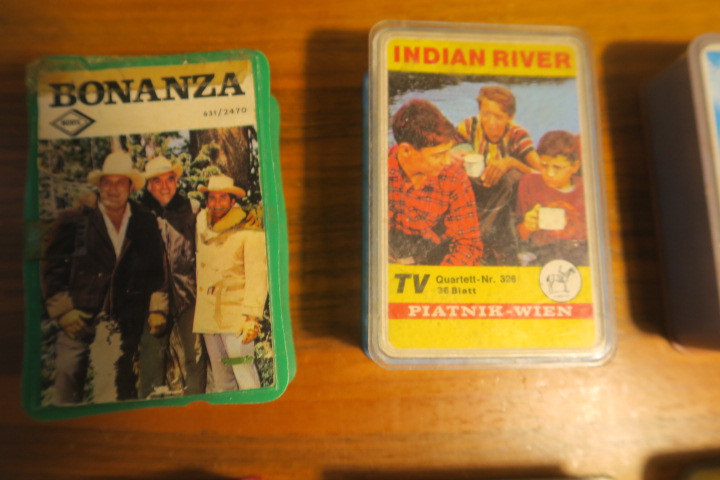 BONANZA
631/2470
INDIAN RIVER
TV Quartett-Nr. 326
36 Blatt
PIATNIK-WIEN